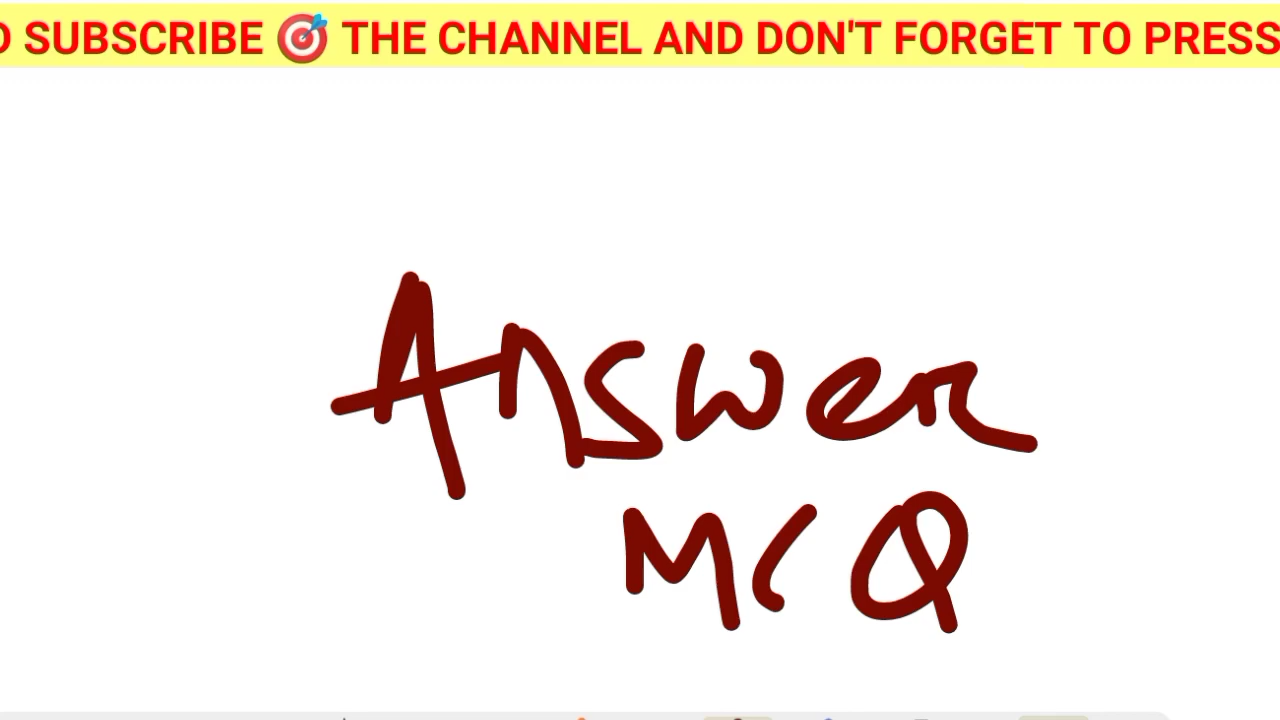 SUBSCRIBE 🎯 THE CHANNEL AND DON'T FORGET TO PRESS
Answer
MCQ